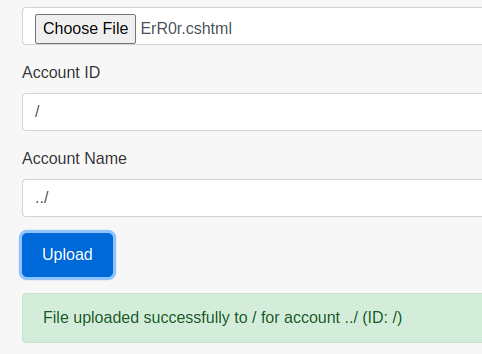 Choose File ErR0r.cshtml
Account ID
/
Account Name
../
Upload
File uploaded successfully to / for account ../ (ID: /)